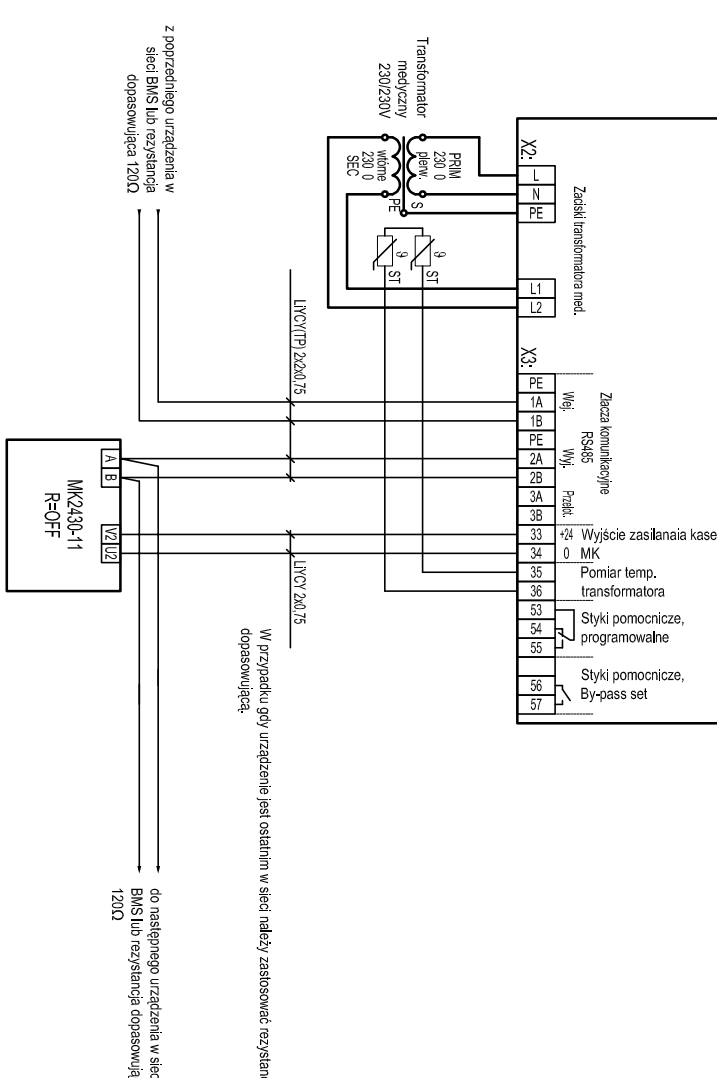 X2:
L
N
PE
Zaciski transformatora med.
L1
L2
X3:
PE
1A
1B
PE
2A
2B
3A
3B
33
34
35
36
53
54
55
56
57
Wej.
Wyj.
Przelot.
Złącza komunikacyjne
RS485
+24 Wyjście zasilanaia kase
0 MK
Pomiar temp.
transformatora
Styki pomocnicze,
programowalne
Styki pomocnicze,
By-pass set
Transformator
medyczny
230/230V
PRIM
230 0
pierw.
wtórne
230 0
SEC
S
PE
ϑ
ST
ϑ
ST
z poprzedniego urządzenia w
sieci BMS lub rezystancja
dopasowująca 120Ω
LiYCY(TP) 2x2x0,75
LiYCY 2x0,75
A
B
V2
U2
MK2430-11
R=OFF
W przypadku gdy urządzenie jest ostatnim w sieci należy zastosować
dopasowującą.
do następnego urządzenia w
BMS lub rezystancja
120Ω